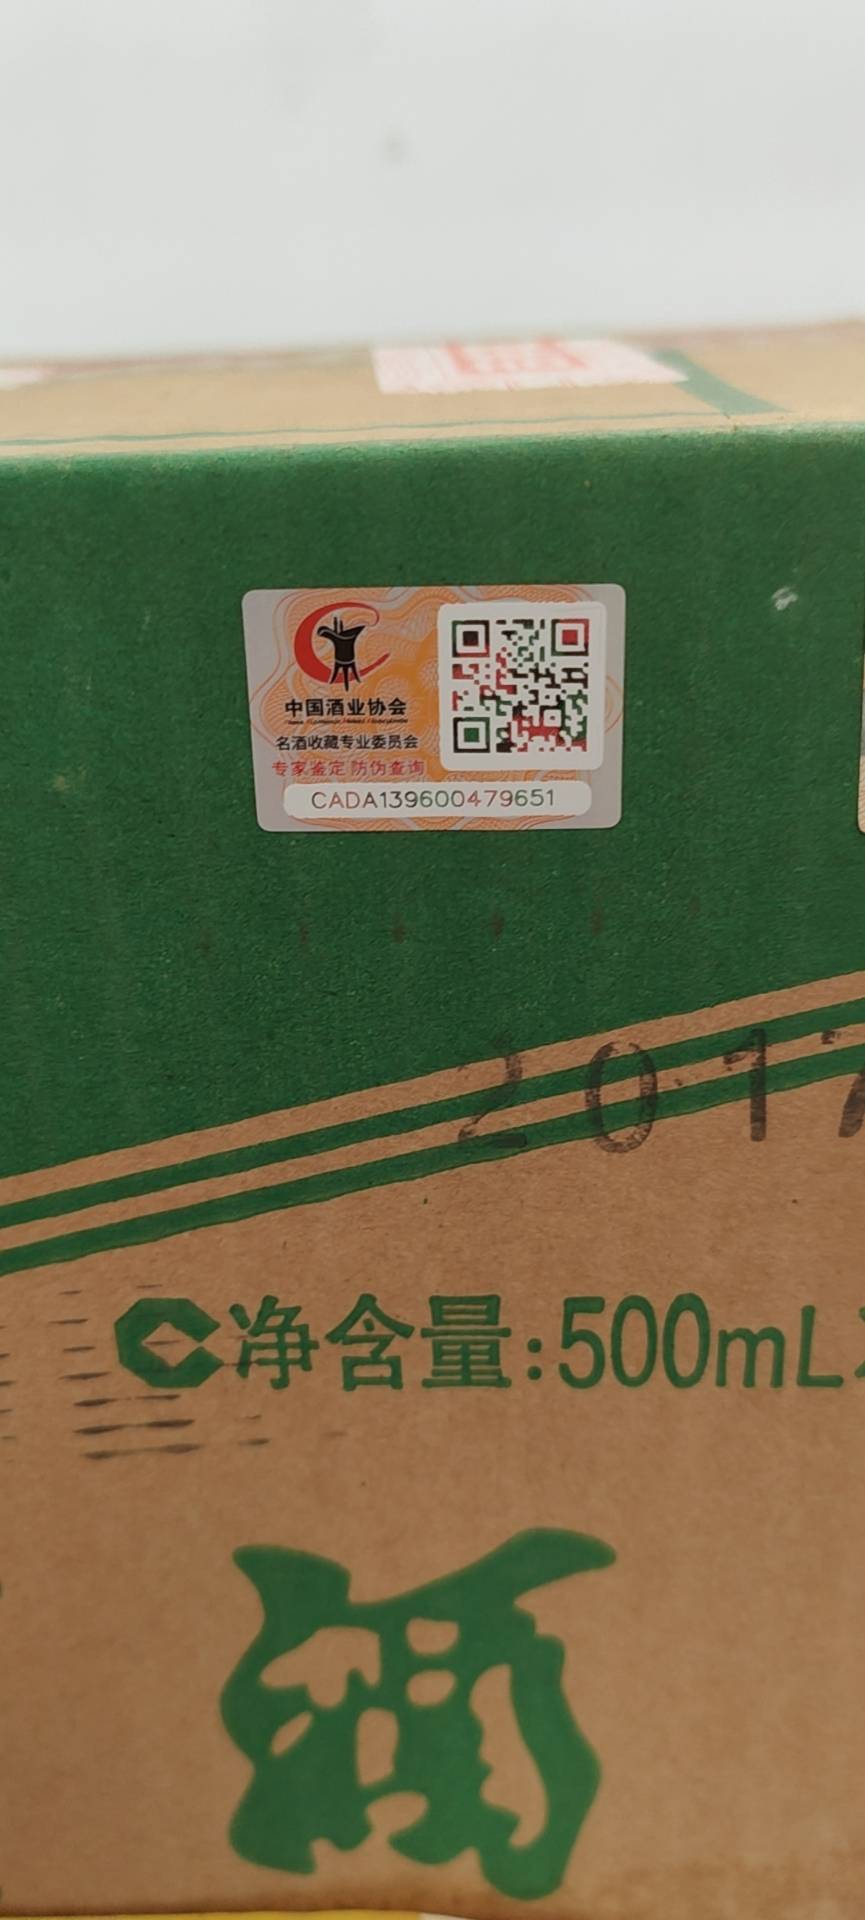 中国酒业协会
名酒收藏专业委员会
专家鉴定 防伪查询
CADA139600479651
2017
净含量:500mL
酒